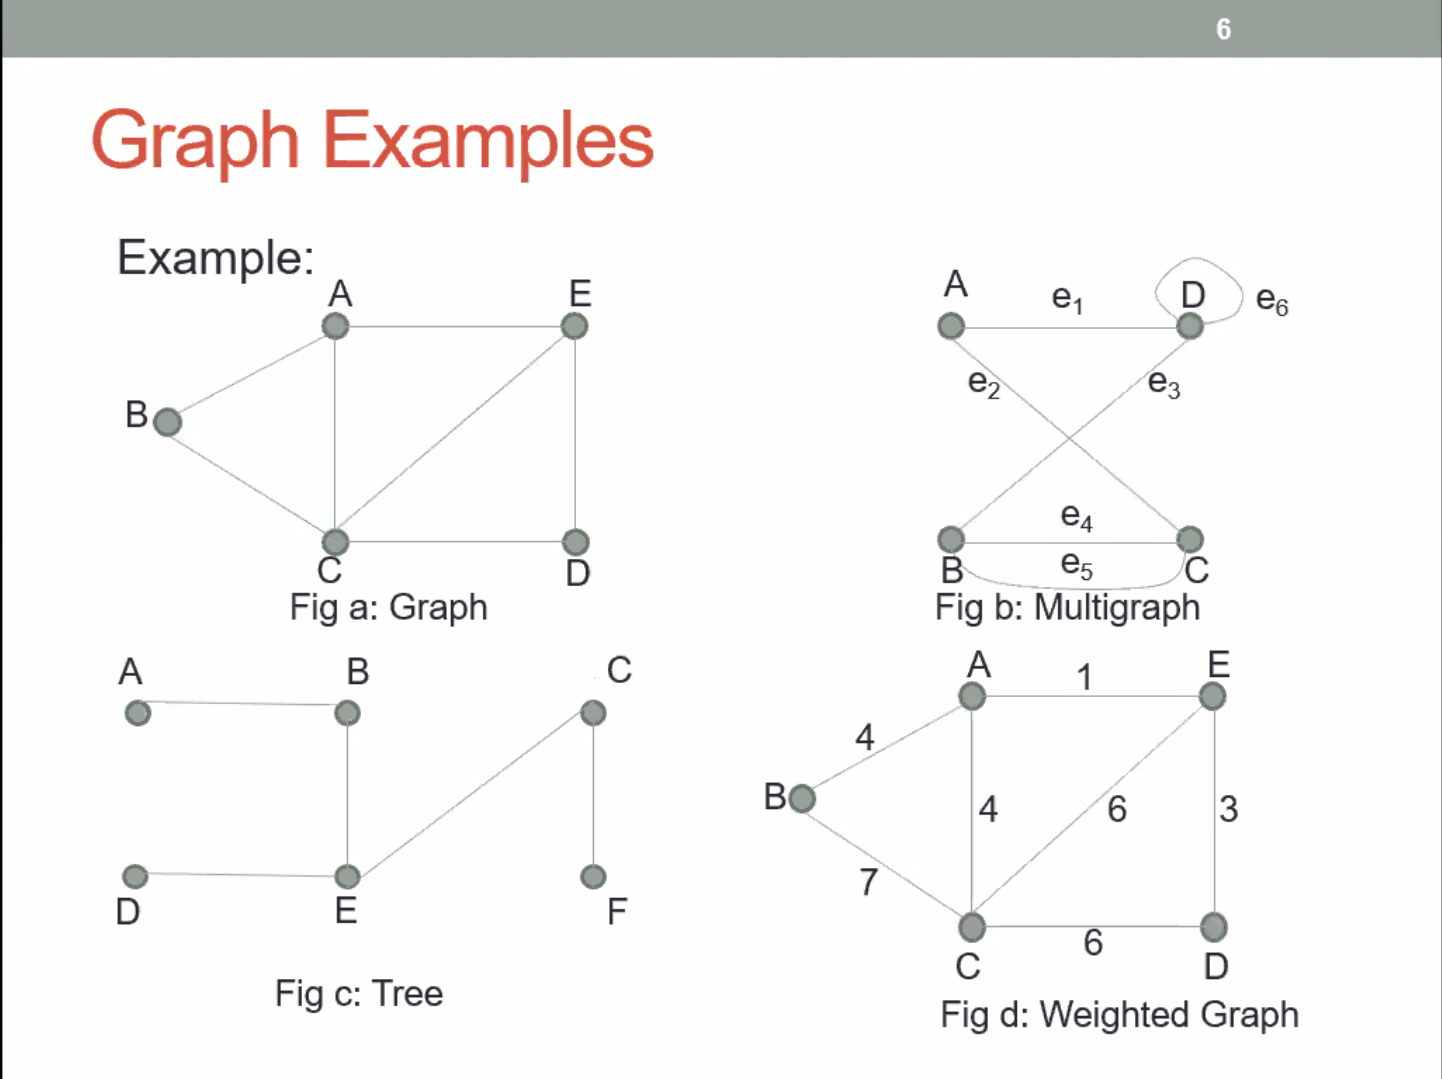 6
Graph Examples
Example:
A
E
B
C
D
Fig a: Graph
A
e1
D
e6
e2
e3
e4
B
e5
C
Fig b: Multigraph
A
B
C
D
E
F
Fig c: Tree
A
1
E
4
B
4
6
3
7
6
C
D
Fig d: Weighted Graph